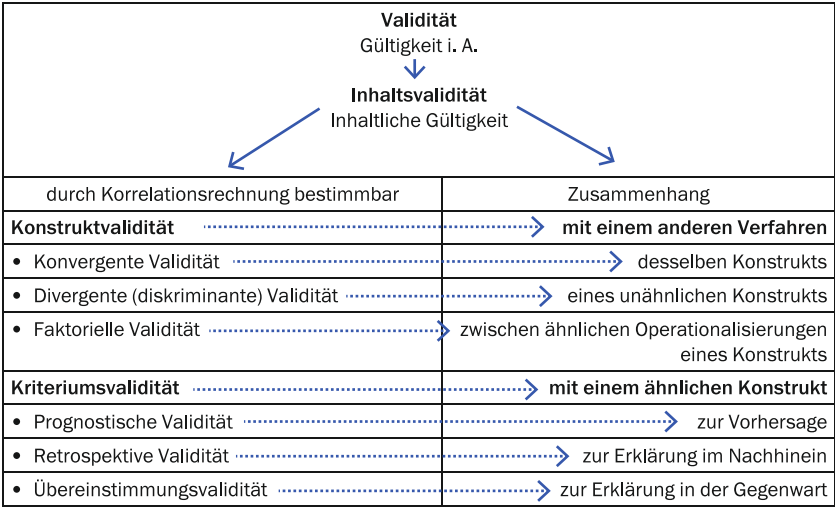 Validität
Gültigkeit i. A.
Inhaltsvalidität
Inhaltliche Gültigkeit
durch Korrelationsrechnung bestimmbar Zusammenhang
Konstruktvalidität mit einem anderen Verfahren
• Konvergente Validität desselben Konstrukts
• Divergente (diskriminante) Validität eines unähnlichen Konstrukts
• Faktorielle Validität zwischen ähnlichen Operationalisierungen
eines Konstrukts
Kriteriumsvalidität mit einem ähnlichen Konstrukt
• Prognostische Validität zur Vorhersage
• Retrospektive Validität zur Erklärung im Nachhinein
• Übereinstimmungsvalidität zur Erklärung in der Gegenwart